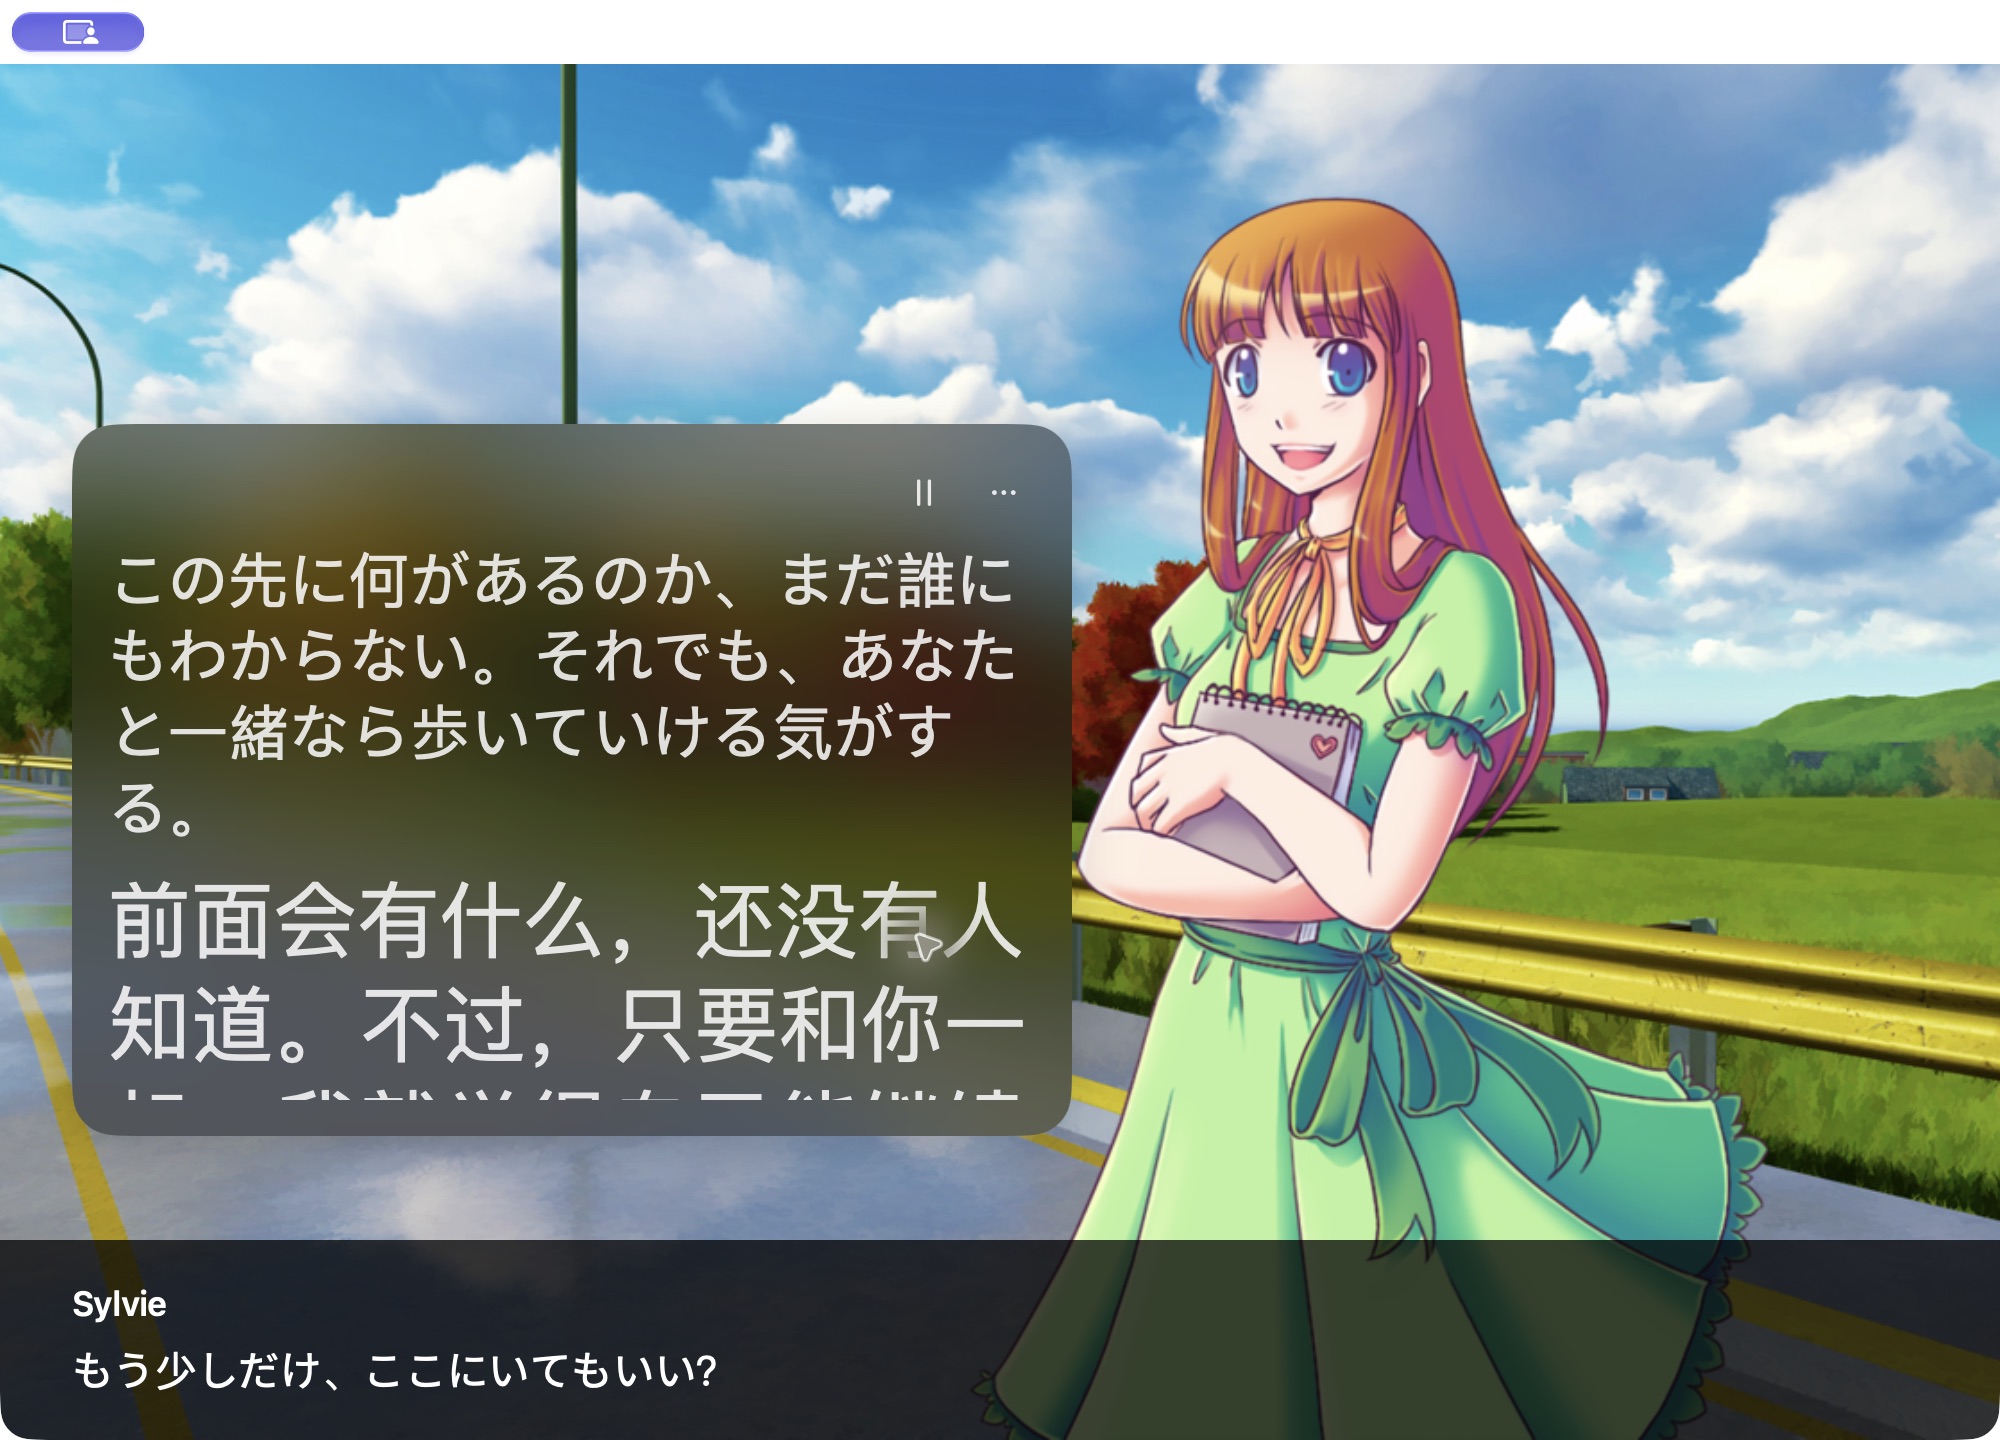 この先に何があるのか、まだ誰に
もわからない。それでも、あなた
と一緒なら歩いていける気がす
る。
前面会有什么，还没有人
知道。不过，只要和你一
Sylvie
もう少しだけ、ここにいてもいい?